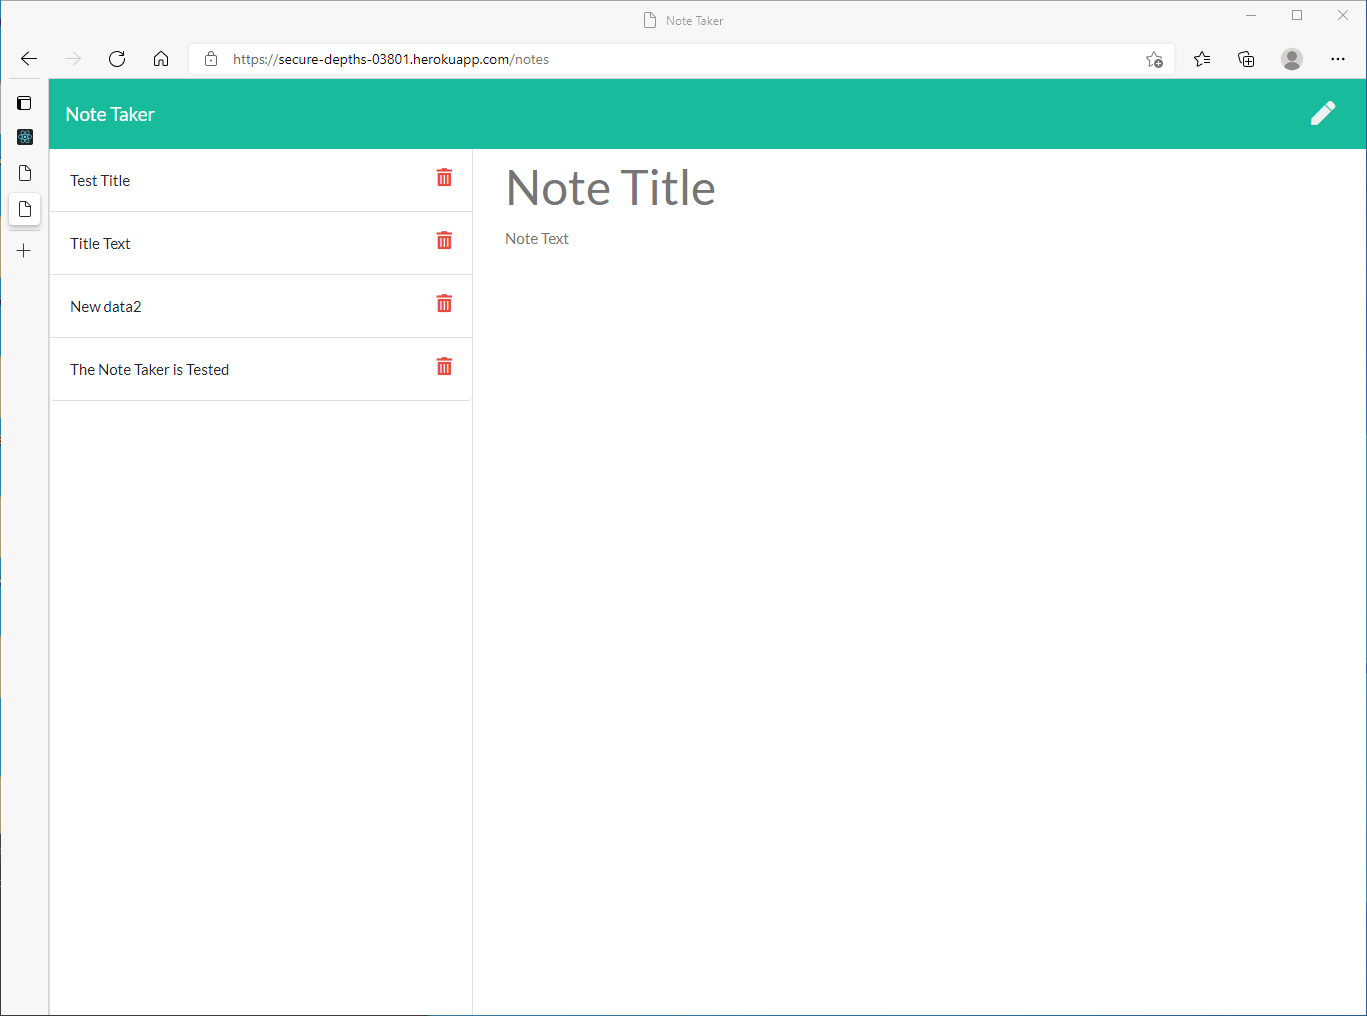 Note Taker
https://secure-depths-03801.herokuapp.com/notes
Note Taker
Test Title
Title Text
New data2
The Note Taker is Tested
Note Title
Note Text